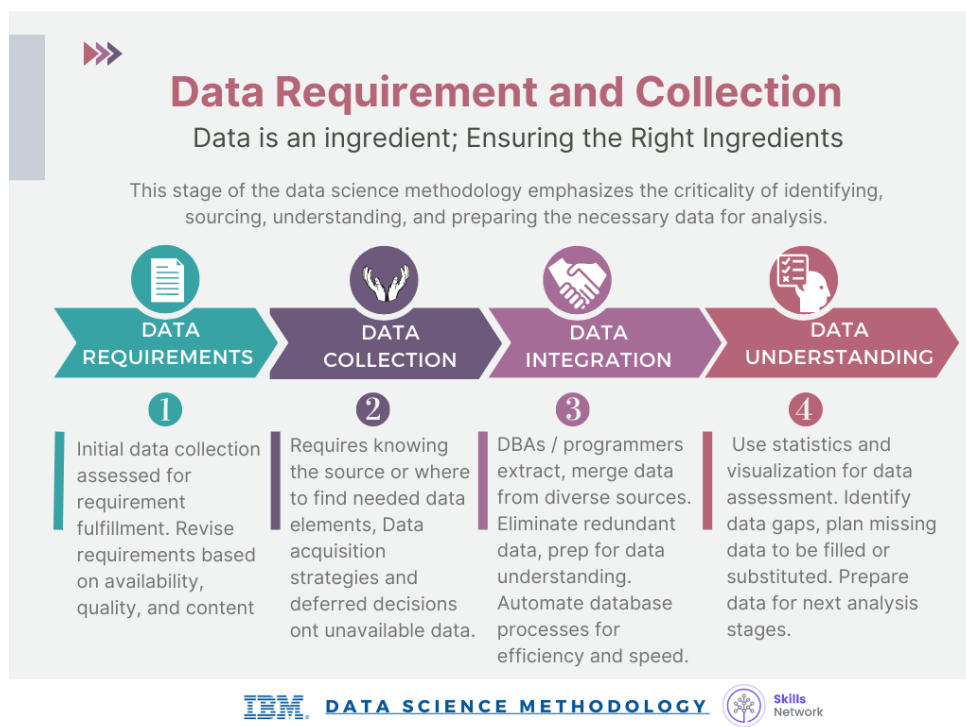 Data Requirement and Collection
Data is an ingredient; Ensuring the Right Ingredients
This stage of the data science methodology emphasizes the criticality of identifying,
sourcing, understanding, and preparing the necessary data for analysis.
DATA
REQUIREMENTS
1
Initial data collection
assessed for
requirement
fulfillment. Revise
requirements based
on availability,
quality, and content
DATA
COLLECTION
2
Requires knowing
the source or where
to find needed data
elements, Data
acquisition
strategies and
deferred decisions
ont unavailable data.
DATA
INTEGRATION
3
DBAs / programmers
extract, merge data
from diverse sources.
Eliminate redundant
data, prep for data
understanding.
Automate database
processes for
efficiency and speed.
DATA
UNDERSTANDING
4
Use statistics and
visualization for data
assessment. Identify
data gaps, plan missing
data to be filled or
substituted. Prepare
data for next analysis
stages.
IBM. DATA SCIENCE METHODOLOGY
Skills
Network